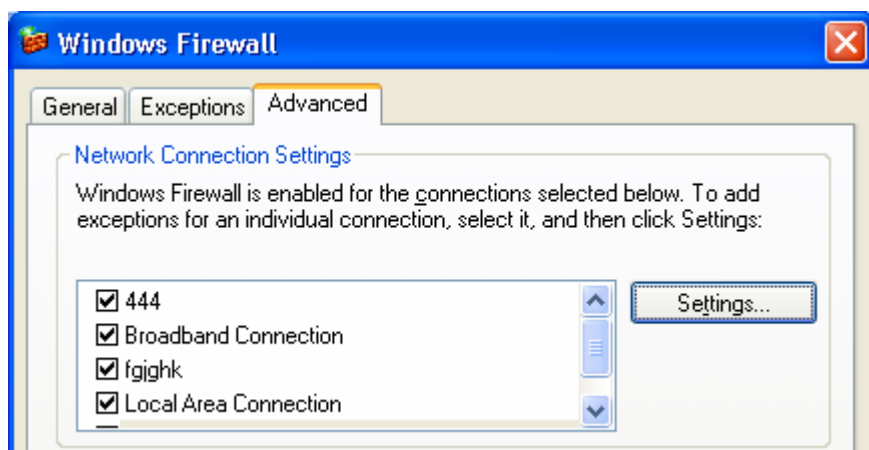 Windows Firewall
General Exceptions Advanced
Network Connection Settings
Windows Firewall is enabled for the connections selected below. To add
exceptions for an individual connection, select it, and then click Settings:
444
Settings...
Broadband Connection
fgjghk
Local Area Connection